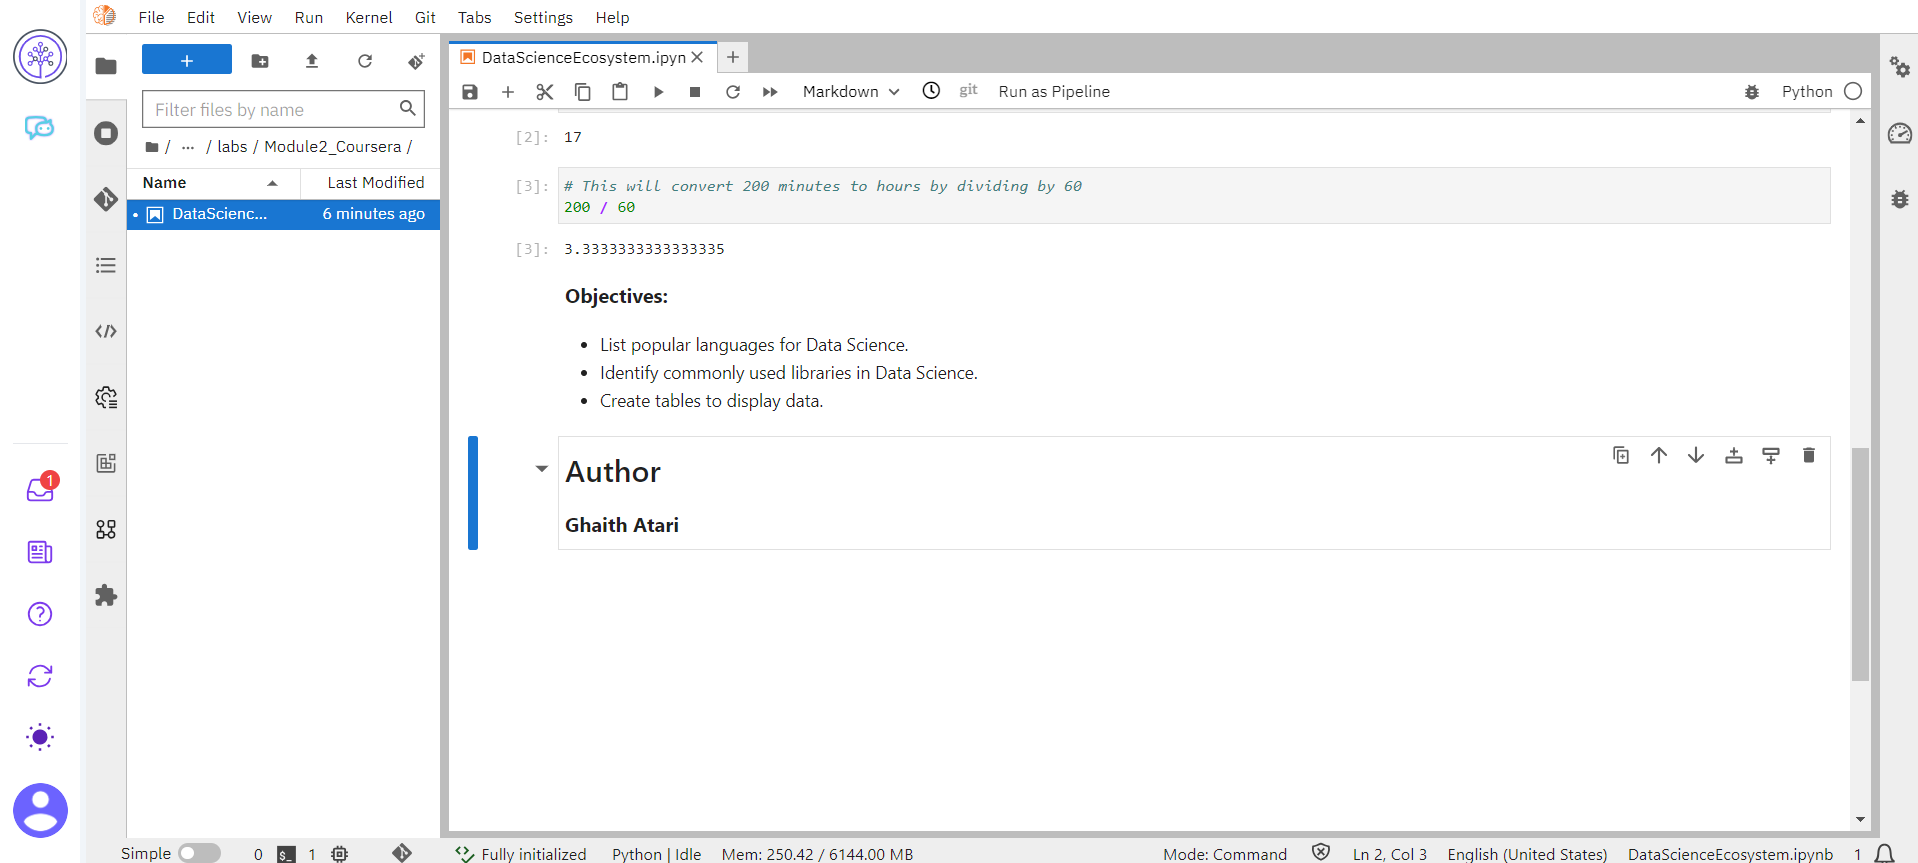 File Edit View Run Kernel Git Tabs Settings Help
+
Filter files by name
/ ··· / labs / Module2_Coursera /
Name Last Modified
DataScienc... 6 minutes ago
1
DataScienceEcosystem.ipyn
Markdown git Run as Pipeline Python
[2]: 17
[3]: # This will convert 200 minutes to hours by dividing by 60
200 / 60
[3]: 3.3333333333333335
Objectives:
• List popular languages for Data Science.
• Identify commonly used libraries in Data Science.
• Create tables to display data.
Author
Ghaith Atari
Simple 0 $_ 1 Fully initialized Python | Idle Mem: 250.42 / 6144.00 MB Mode: Command Ln 2, Col 3 English (United States) DataScienceEcosystem.ipynb 1